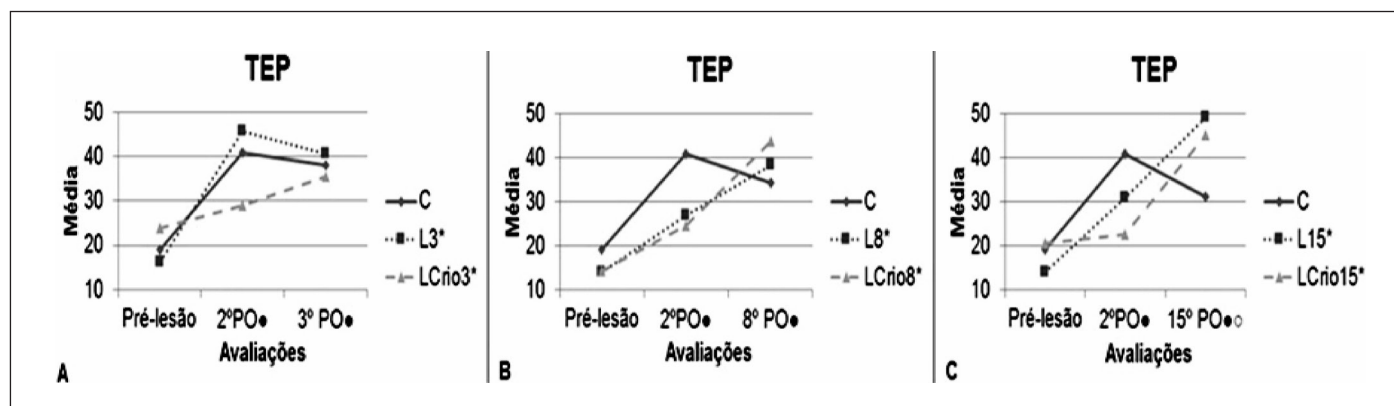 TEP
50
40
30
20
10
Média
C
L3*
LCrio3*
Pré-lesão 2ºPO● 3º PO●
Avaliações
A
TEP
50
40
30
20
10
Média
C
L8*
LCrio8*
Pré-lesão 2ºPO● 8º PO●
Avaliações
B
TEP
50
40
30
20
10
Média
C
L15*
LCrio15*
Pré-lesão 2ºPO● 15º PO●○
Avaliações
C